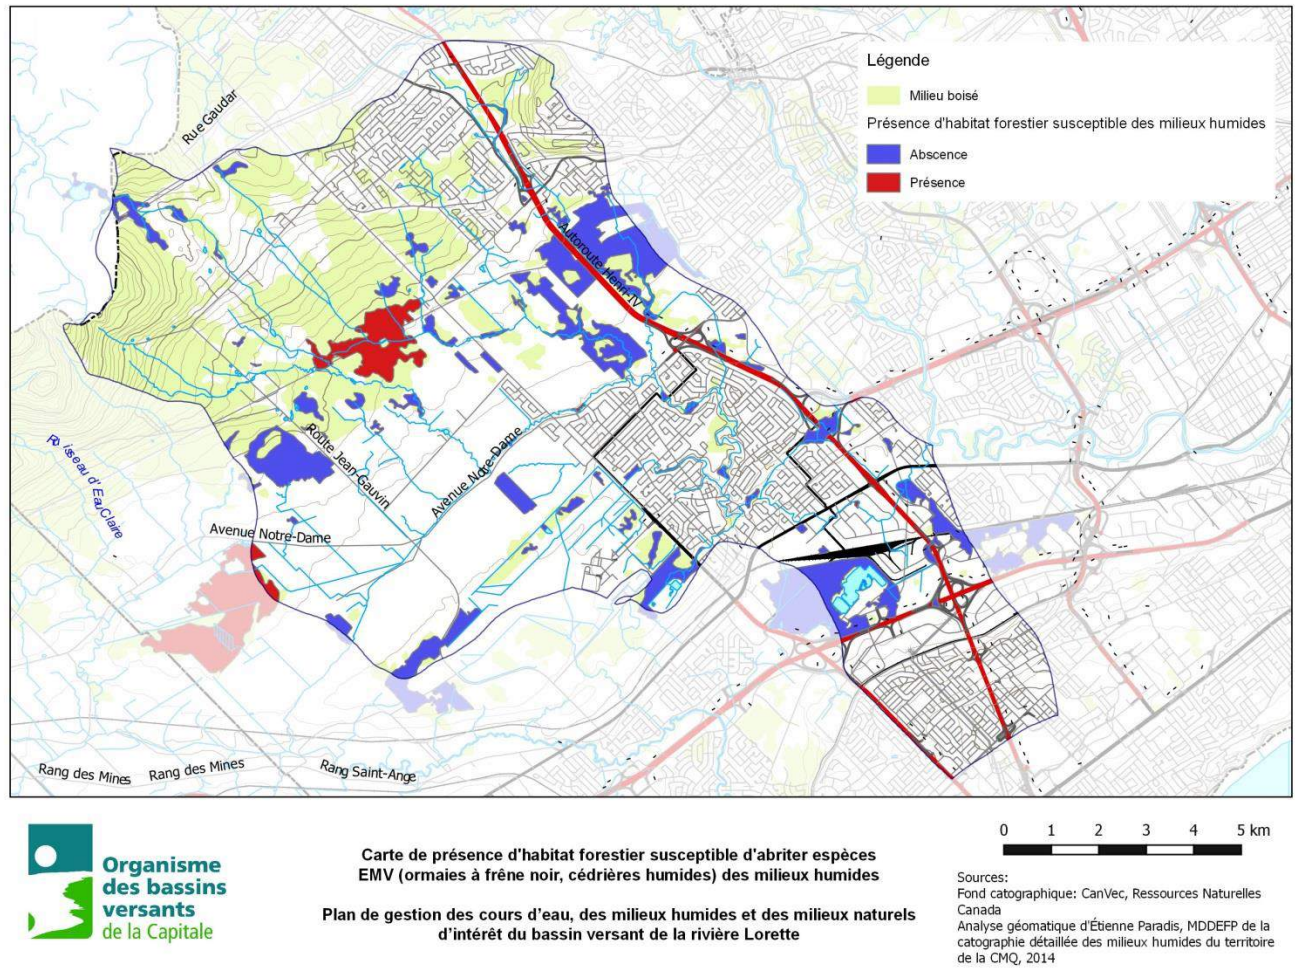 Légende
Milieu boisé
Présence d'habitat forestier susceptible des milieux humides
Abscence
Présence
Rue Gaudar
Autoroute Henri-IV
Route Jean-Gauvin
Avenue Notre-Dame
Avenue Notre-Dame
Ruisseau d'Eau Claire
Rang des Mines
Rang des Mines
Rang Saint-Ange
Organisme
des bassins
versants
de la Capitale
Carte de présence d'habitat forestier susceptible d'abriter espèces
EMV (ormaies à frêne noir, cédrières humides) des milieux humides
Plan de gestion des cours d'eau, des milieux humides et des milieux naturels
d'intérêt du bassin versant de la rivière Lorette
0 1 2 3 4 5 km
Sources:
Fond catographique: CanVec, Ressources Naturelles
Canada
Analyse géomatique d'Étienne Paradis, MDDEFP de la
catographie détaillée des milieux humides du territoire
de la CMQ, 2014